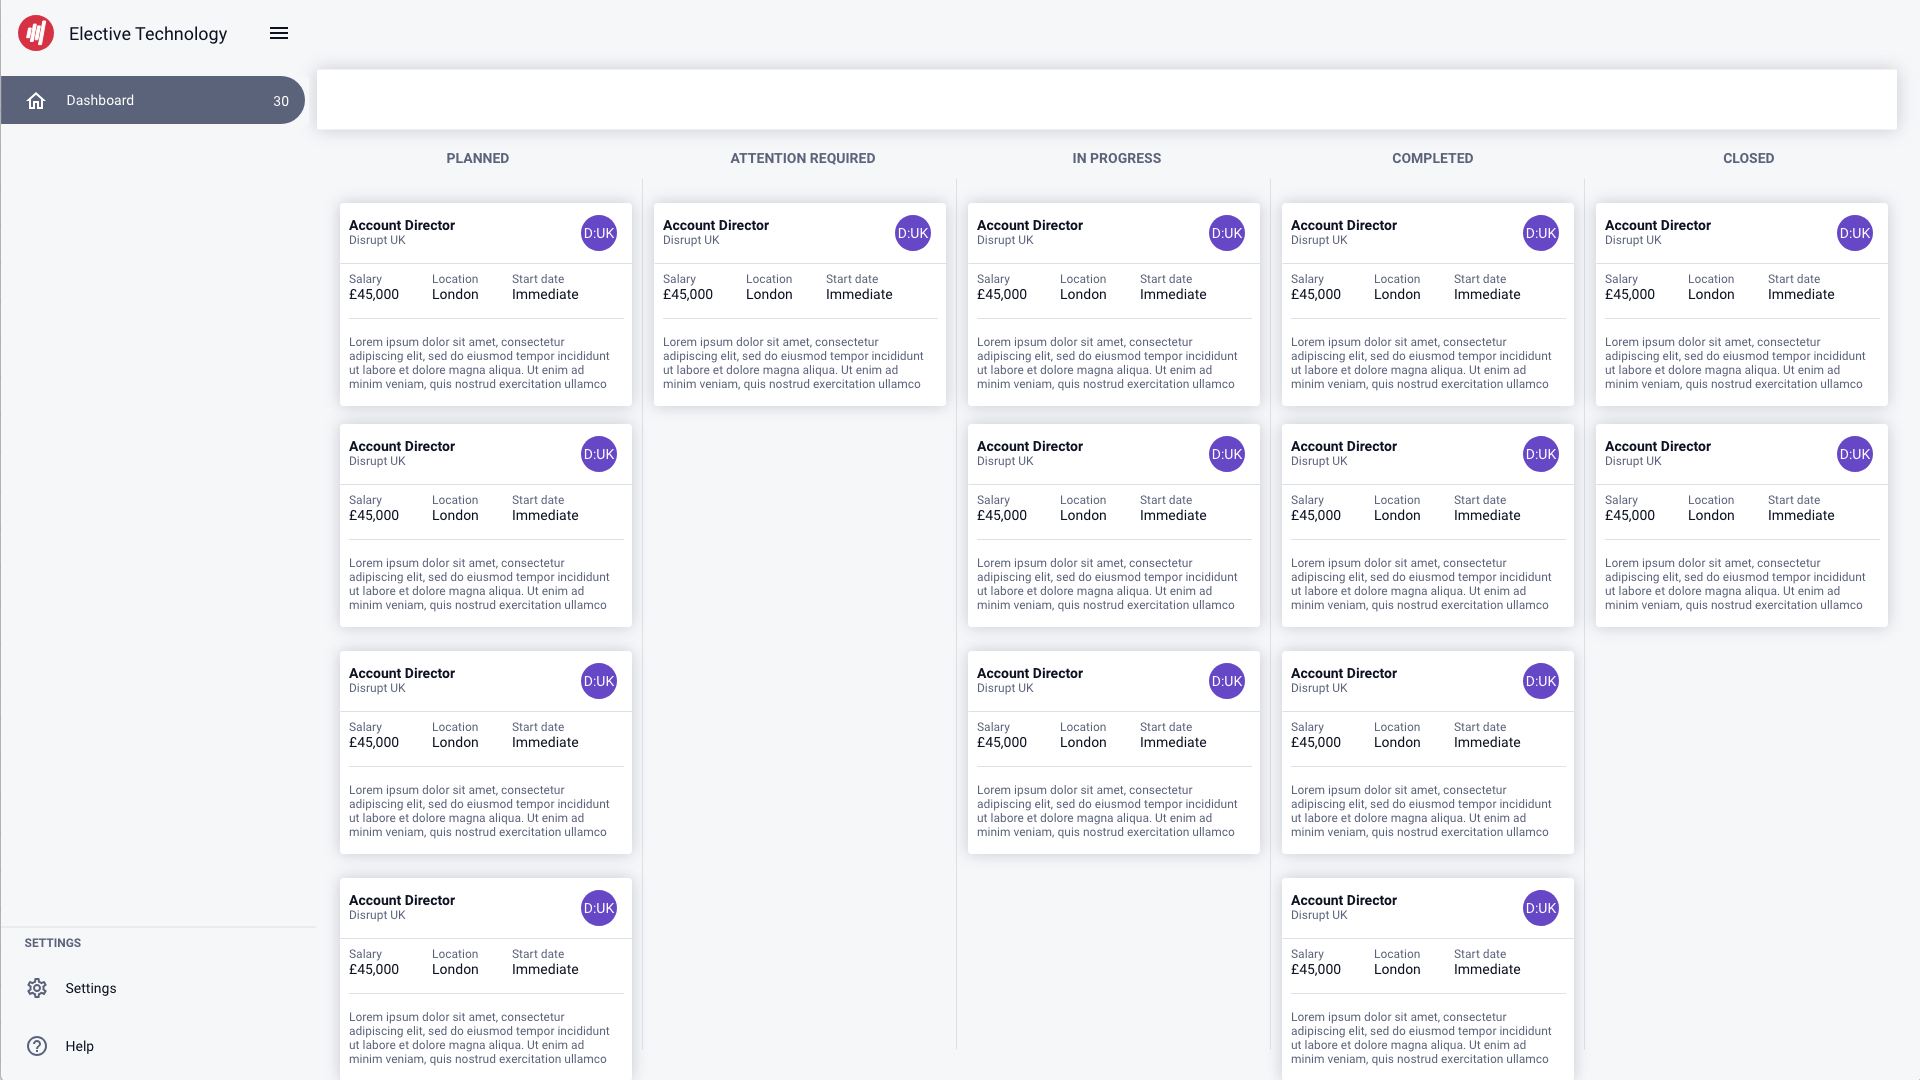 Elective Technology
Dashboard 30
PLANNED ATTENTION REQUIRED IN PROGRESS COMPLETED CLOSED
Account Director
Disrupt UK
D:UK
Salary Location Start date
£45,000 London Immediate
Lorem ipsum dolor sit amet, consectetur
adipiscing elit, sed do eiusmod tempor incididunt
ut labore et dolore magna aliqua. Ut enim ad
minim veniam, quis nostrud exercitation ullamco
Account Director
Disrupt UK
D:UK
Salary Location Start date
£45,000 London Immediate
Lorem ipsum dolor sit amet, consectetur
adipiscing elit, sed do eiusmod tempor incididunt
ut labore et dolore magna aliqua. Ut enim ad
minim veniam, quis nostrud exercitation ullamco
Account Director
Disrupt UK
D:UK
Salary Location Start date
£45,000 London Immediate
Lorem ipsum dolor sit amet, consectetur
adipiscing elit, sed do eiusmod tempor incididunt
ut labore et dolore magna aliqua. Ut enim ad
minim veniam, quis nostrud exercitation ullamco
Account Director
Disrupt UK
D:UK
Salary Location Start date
£45,000 London Immediate
Lorem ipsum dolor sit amet, consectetur
adipiscing elit, sed do eiusmod tempor incididunt
ut labore et dolore magna aliqua. Ut enim ad
minim veniam, quis nostrud exercitation ullamco
Account Director
Disrupt UK
D:UK
Salary Location Start date
£45,000 London Immediate
Lorem ipsum dolor sit amet, consectetur
adipiscing elit, sed do eiusmod tempor incididunt
ut labore et dolore magna aliqua. Ut enim ad
minim veniam, quis nostrud exercitation ullamco
Account Director
Disrupt UK
D:UK
Salary Location Start date
£45,000 London Immediate
Lorem ipsum dolor sit amet, consectetur
adipiscing elit, sed do eiusmod tempor incididunt
ut labore et dolore magna aliqua. Ut enim ad
minim veniam, quis nostrud exercitation ullamco
Account Director
Disrupt UK
D:UK
Salary Location Start date
£45,000 London Immediate
Lorem ipsum dolor sit amet, consectetur
adipiscing elit, sed do eiusmod tempor incididunt
ut labore et dolore magna aliqua. Ut enim ad
minim veniam, quis nostrud exercitation ullamco
Account Director
Disrupt UK
D:UK
Salary Location Start date
£45,000 London Immediate
Lorem ipsum dolor sit amet, consectetur
adipiscing elit, sed do eiusmod tempor incididunt
ut labore et dolore magna aliqua. Ut enim ad
minim veniam, quis nostrud exercitation ullamco
Account Director
Disrupt UK
D:UK
Salary Location Start date
£45,000 London Immediate
Lorem ipsum dolor sit amet, consectetur
adipiscing elit, sed do eiusmod tempor incididunt
ut labore et dolore magna aliqua. Ut enim ad
minim veniam, quis nostrud exercitation ullamco
Account Director
Disrupt UK
D:UK
Salary Location Start date
£45,000 London Immediate
Lorem ipsum dolor sit amet, consectetur
adipiscing elit, sed do eiusmod tempor incididunt
ut labore et dolore magna aliqua. Ut enim ad
minim veniam, quis nostrud exercitation ullamco
Account Director
Disrupt UK
D:UK
Salary Location Start date
£45,000 London Immediate
Lorem ipsum dolor sit amet, consectetur
adipiscing elit, sed do eiusmod tempor incididunt
ut labore et dolore magna aliqua. Ut enim ad
minim veniam, quis nostrud exercitation ullamco
Account Director
Disrupt UK
D:UK
Salary Location Start date
£45,000 London Immediate
Lorem ipsum dolor sit amet, consectetur
adipiscing elit, sed do eiusmod tempor incididunt
ut labore et dolore magna aliqua. Ut enim ad
minim veniam, quis nostrud exercitation ullamco
Account Director
Disrupt UK
D:UK
Salary Location Start date
£45,000 London Immediate
Lorem ipsum dolor sit amet, consectetur
adipiscing elit, sed do eiusmod tempor incididunt
ut labore et dolore magna aliqua. Ut enim ad
minim veniam, quis nostrud exercitation ullamco
Account Director
Disrupt UK
D:UK
Salary Location Start date
£45,000 London Immediate
Lorem ipsum dolor sit amet, consectetur
adipiscing elit, sed do eiusmod tempor incididunt
ut labore et dolore magna aliqua. Ut enim ad
minim veniam, quis nostrud exercitation ullamco
SETTINGS
Settings
Help